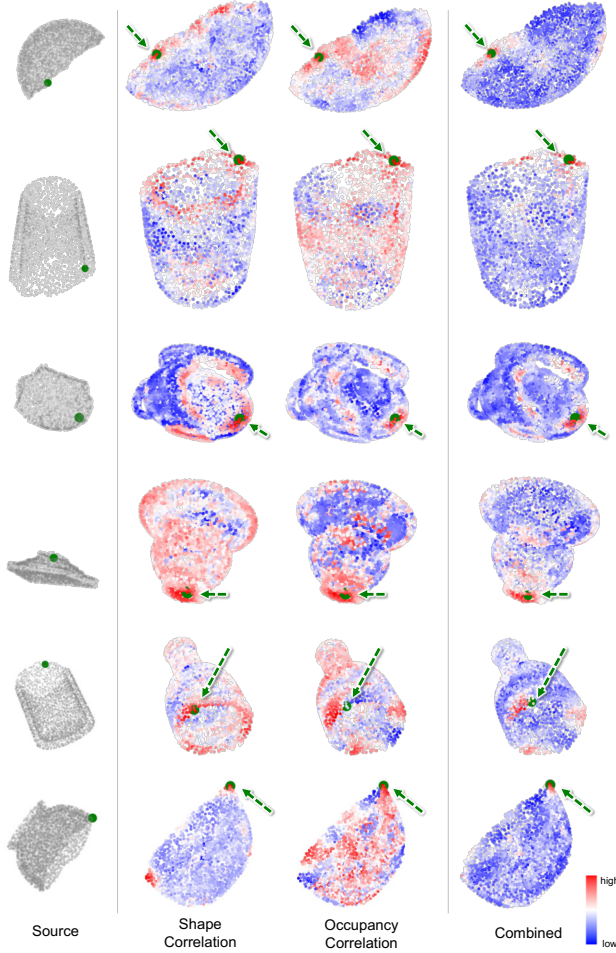 high
low
Source
Shape
Correlation
Occupancy
Correlation
Combined